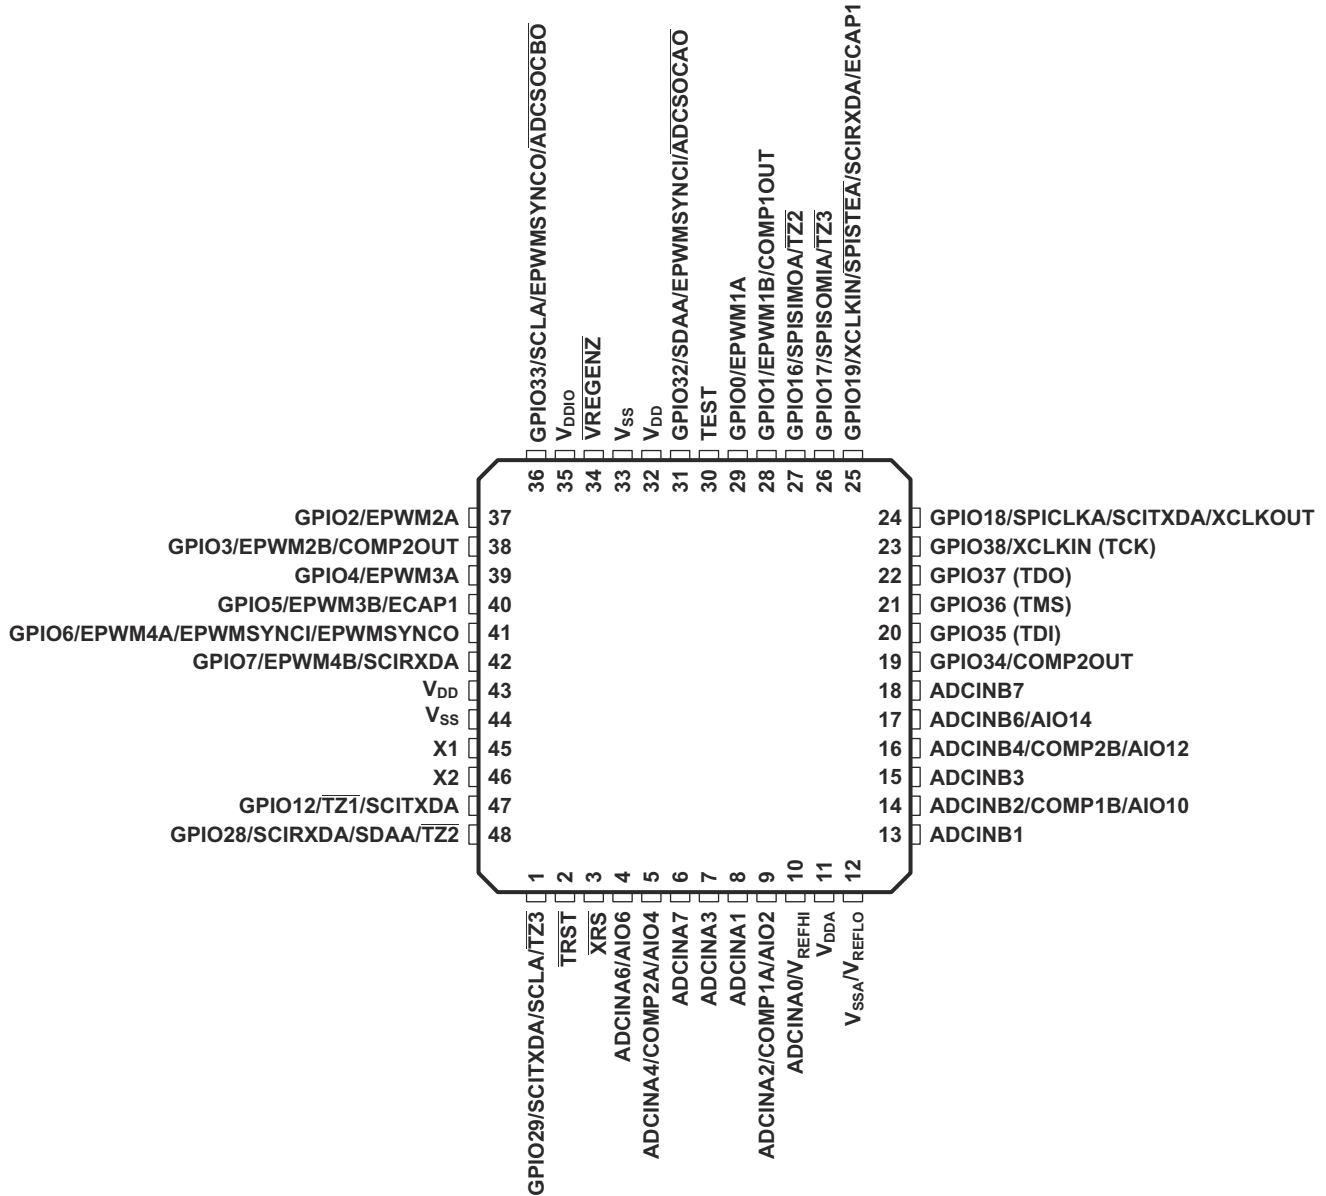 GPIO33/SCLA/EPWMSYNCO/ADCSOCBO
VDDIO
VREGENZ
VSS
VDD
GPIO32/SDAA/EPWMSYNCI/ADCSOCAO
TEST
GPIO0/EPWM1A
GPIO1/EPWM1B/COMP1OUT
GPIO16/SPISIMOA/TZ2
GPIO17/SPISOMIA/TZ3
GPIO19/XCLKIN/SPISTEA/SCIRXDA/ECAP1
36
35
34
33
32
31
30
29
28
27
26
25
GPIO2/EPWM2A 37
GPIO3/EPWM2B/COMP2OUT 38
GPIO4/EPWM3A 39
GPIO5/EPWM3B/ECAP1 40
GPIO6/EPWM4A/EPWMSYNCI/EPWMSYNCO 41
GPIO7/EPWM4B/SCIRXDA 42
VDD 43
VSS 44
X1 45
X2 46
GPIO12/TZ1/SCITXDA 47
GPIO28/SCIRXDA/SDAA/TZ2 48
24 GPIO18/SPICLKA/SCITXDA/XCLKOUT
23 GPIO38/XCLKIN (TCK)
22 GPIO37 (TDO)
21 GPIO36 (TMS)
20 GPIO35 (TDI)
19 GPIO34/COMP2OUT
18 ADCINB7
17 ADCINB6/AIO14
16 ADCINB4/COMP2B/AIO12
15 ADCINB3
14 ADCINB2/COMP1B/AIO10
13 ADCINB1
1
2
3
4
5
6
7
8
9
10
11
12
GPIO29/SCITXDA/SCLA/TZ3
TRST
XRS
ADCINA6/AIO6
ADCINA4/COMP2A/AIO4
ADCINA7
ADCINA3
ADCINA1
ADCINA2/COMP1A/AIO2
ADCINA0/VREFHI
VDDA
VSSA/VREFLO